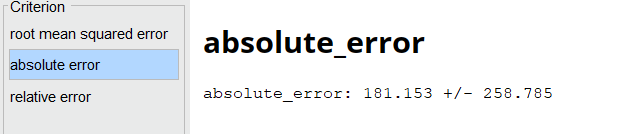 Criterion
root mean squared error
absolute error
relative error
absolute_error
absolute_error: 181.153 +/- 258.785